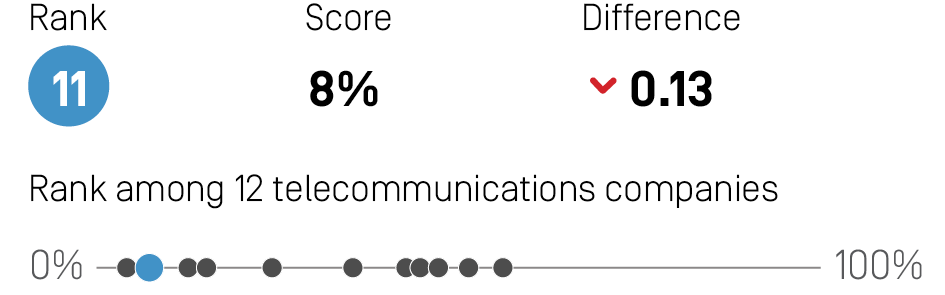 Rank Score Difference
11 8% 0.13
Rank among 12 telecommunications companies
0% 100%